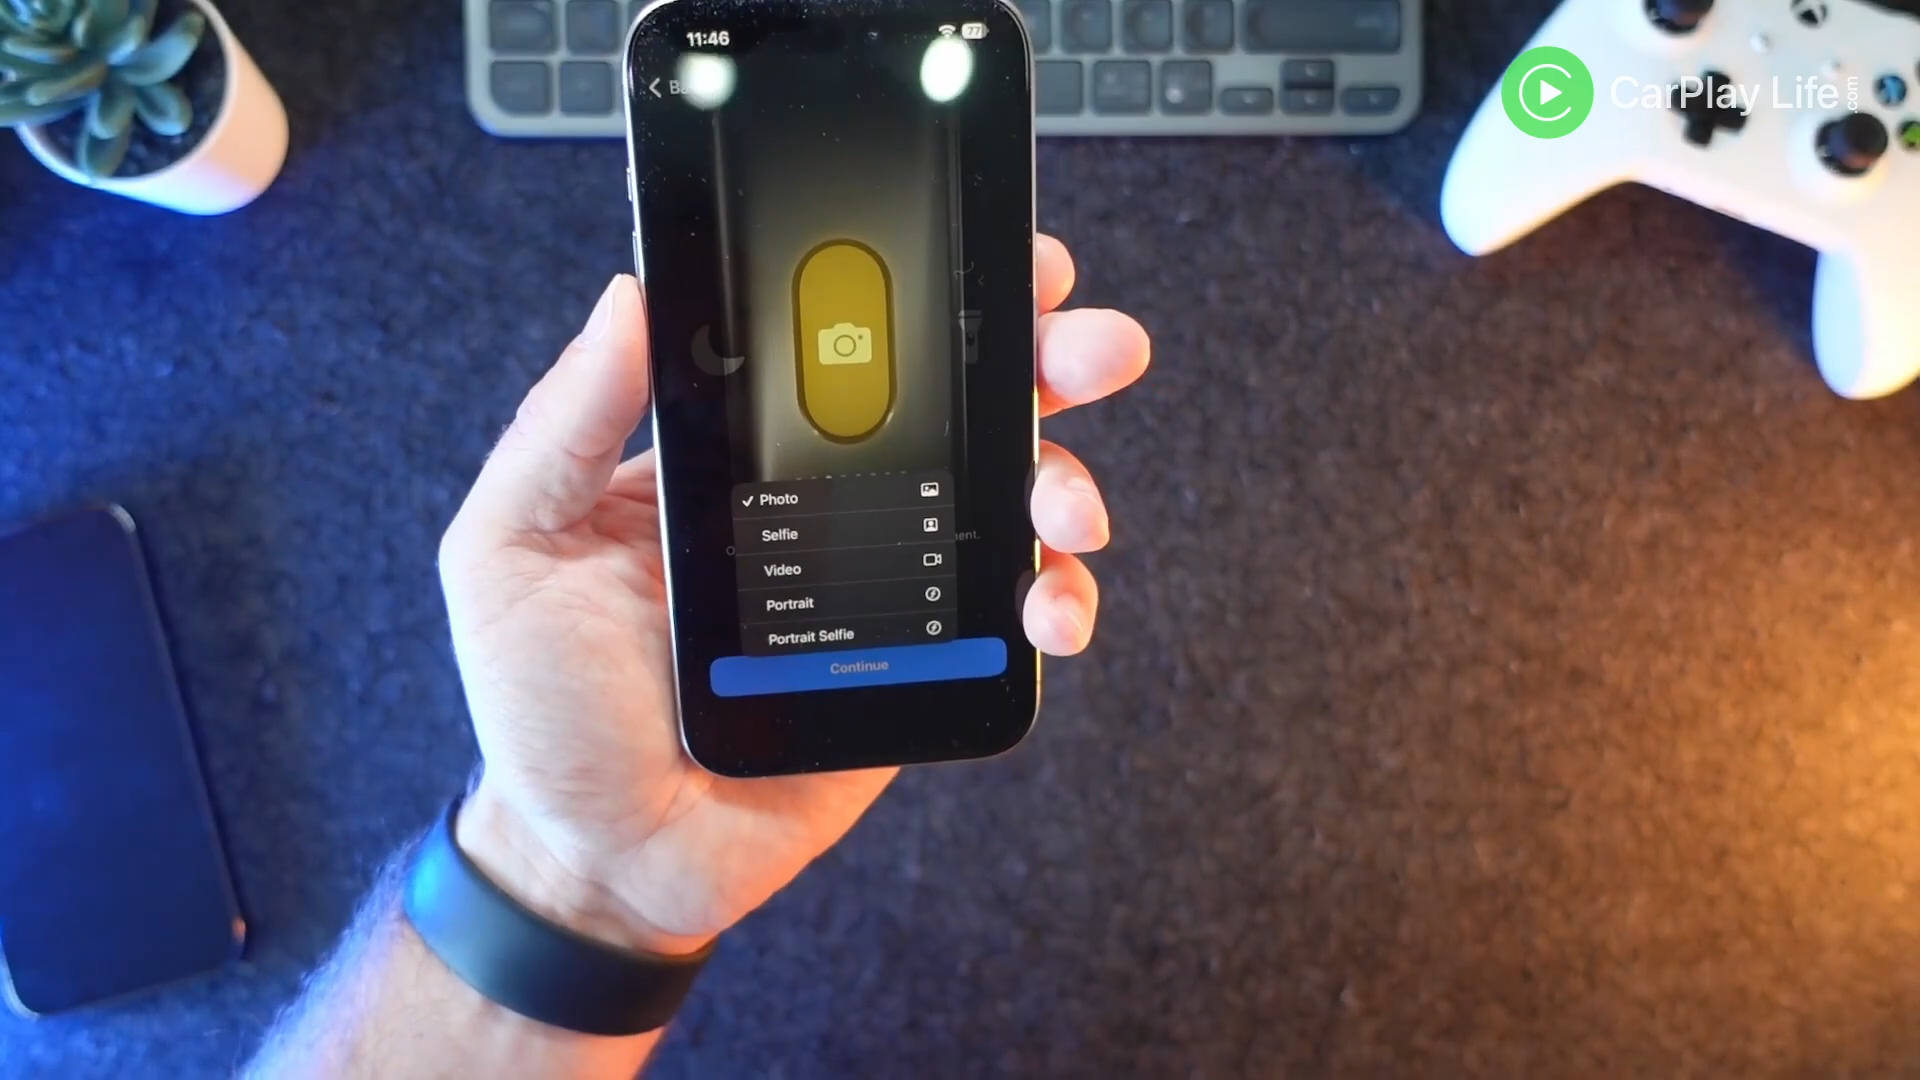 11:46
77
CarPlay Life .com
Photo
Selfie
Video
Portrait
Portrait Selfie
Continue